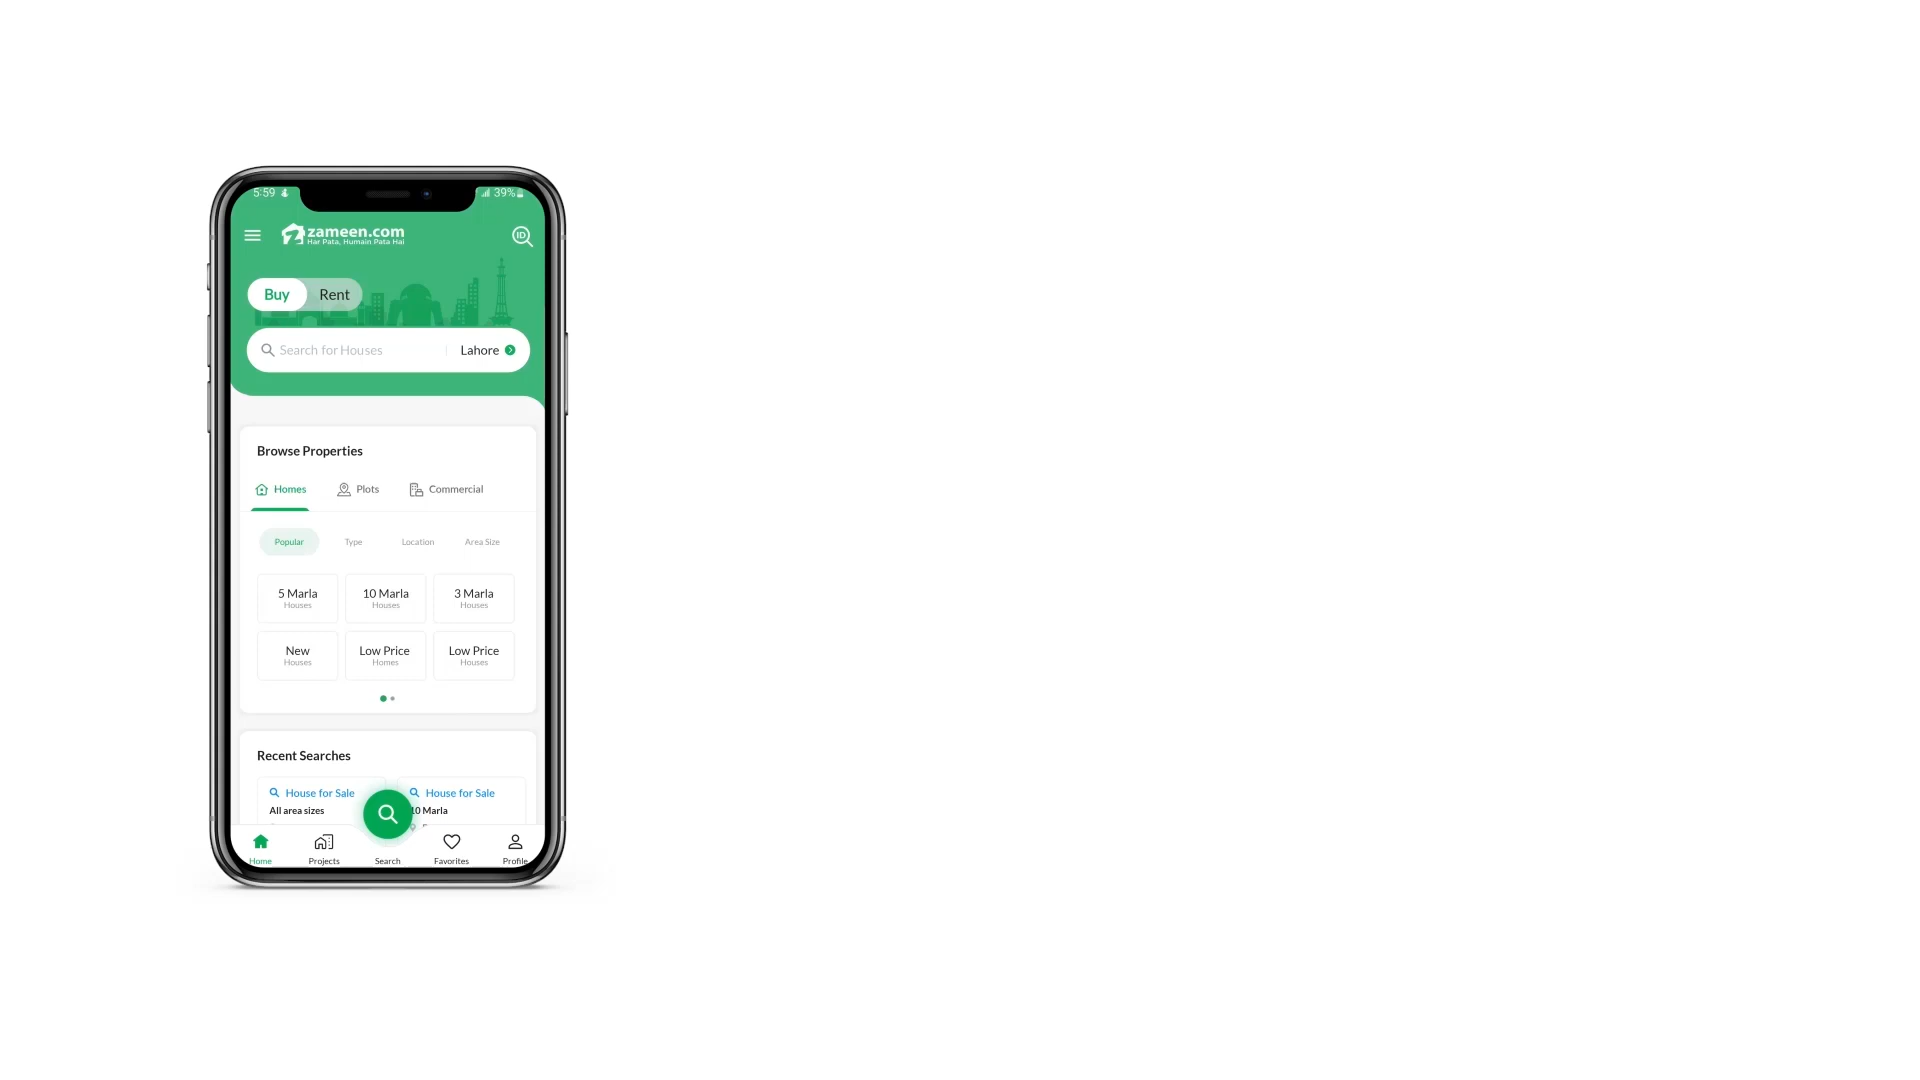 5:59
39%
zameen.com
Har Pata, Humain Pata Hai
ID
Buy Rent
Search for Houses Lahore
Browse Properties
Homes Plots Commercial
Popular Type Location Area Size
5 Marla 10 Marla 3 Marla
Houses Houses Houses
New Low Price Low Price
Houses Homes Houses
Recent Searches
House for Sale House for Sale
All area sizes 10 Marla
Home Projects Search Favorites Profile